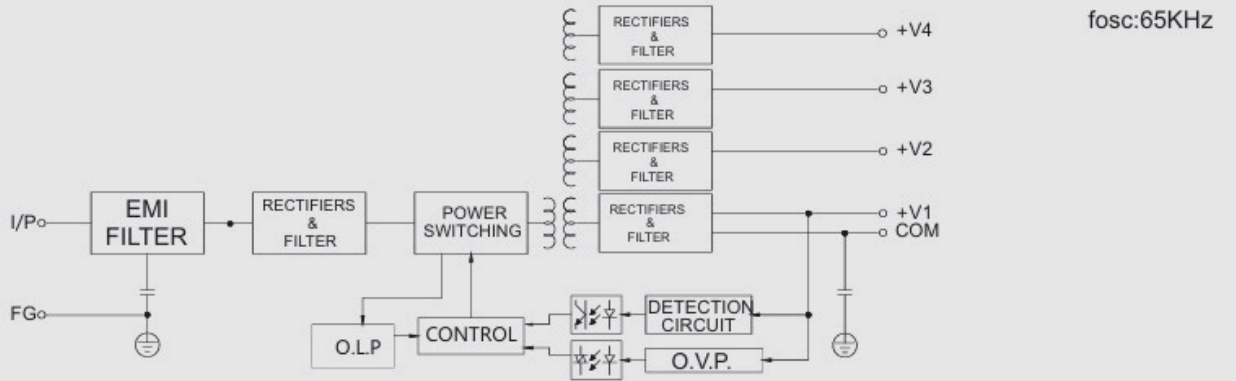 fosc:65KHz
RECTIFIERS
&
FILTER
+V4
RECTIFIERS
&
FILTER
+V3
RECTIFIERS
&
FILTER
+V2
I/P
EMI
FILTER
RECTIFIERS
&
FILTER
POWER
SWITCHING
RECTIFIERS
&
FILTER
+V1
COM
FG
O.L.P
CONTROL
DETECTION
CIRCUIT
O.V.P.